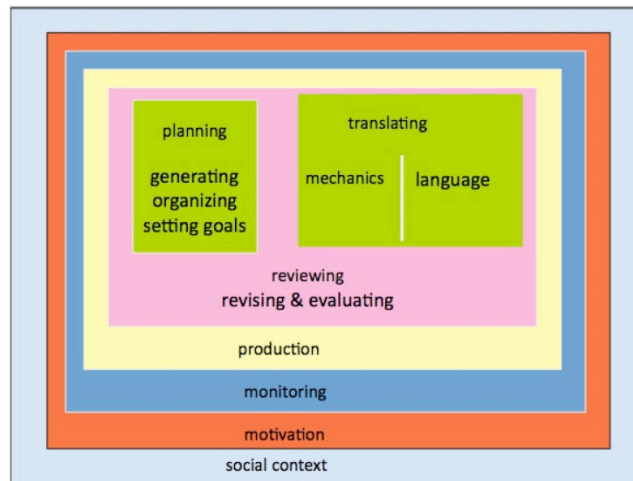 planning
generating
organizing
setting goals
translating
mechanics
language
reviewing
revising & evaluating
production
monitoring
motivation
social context